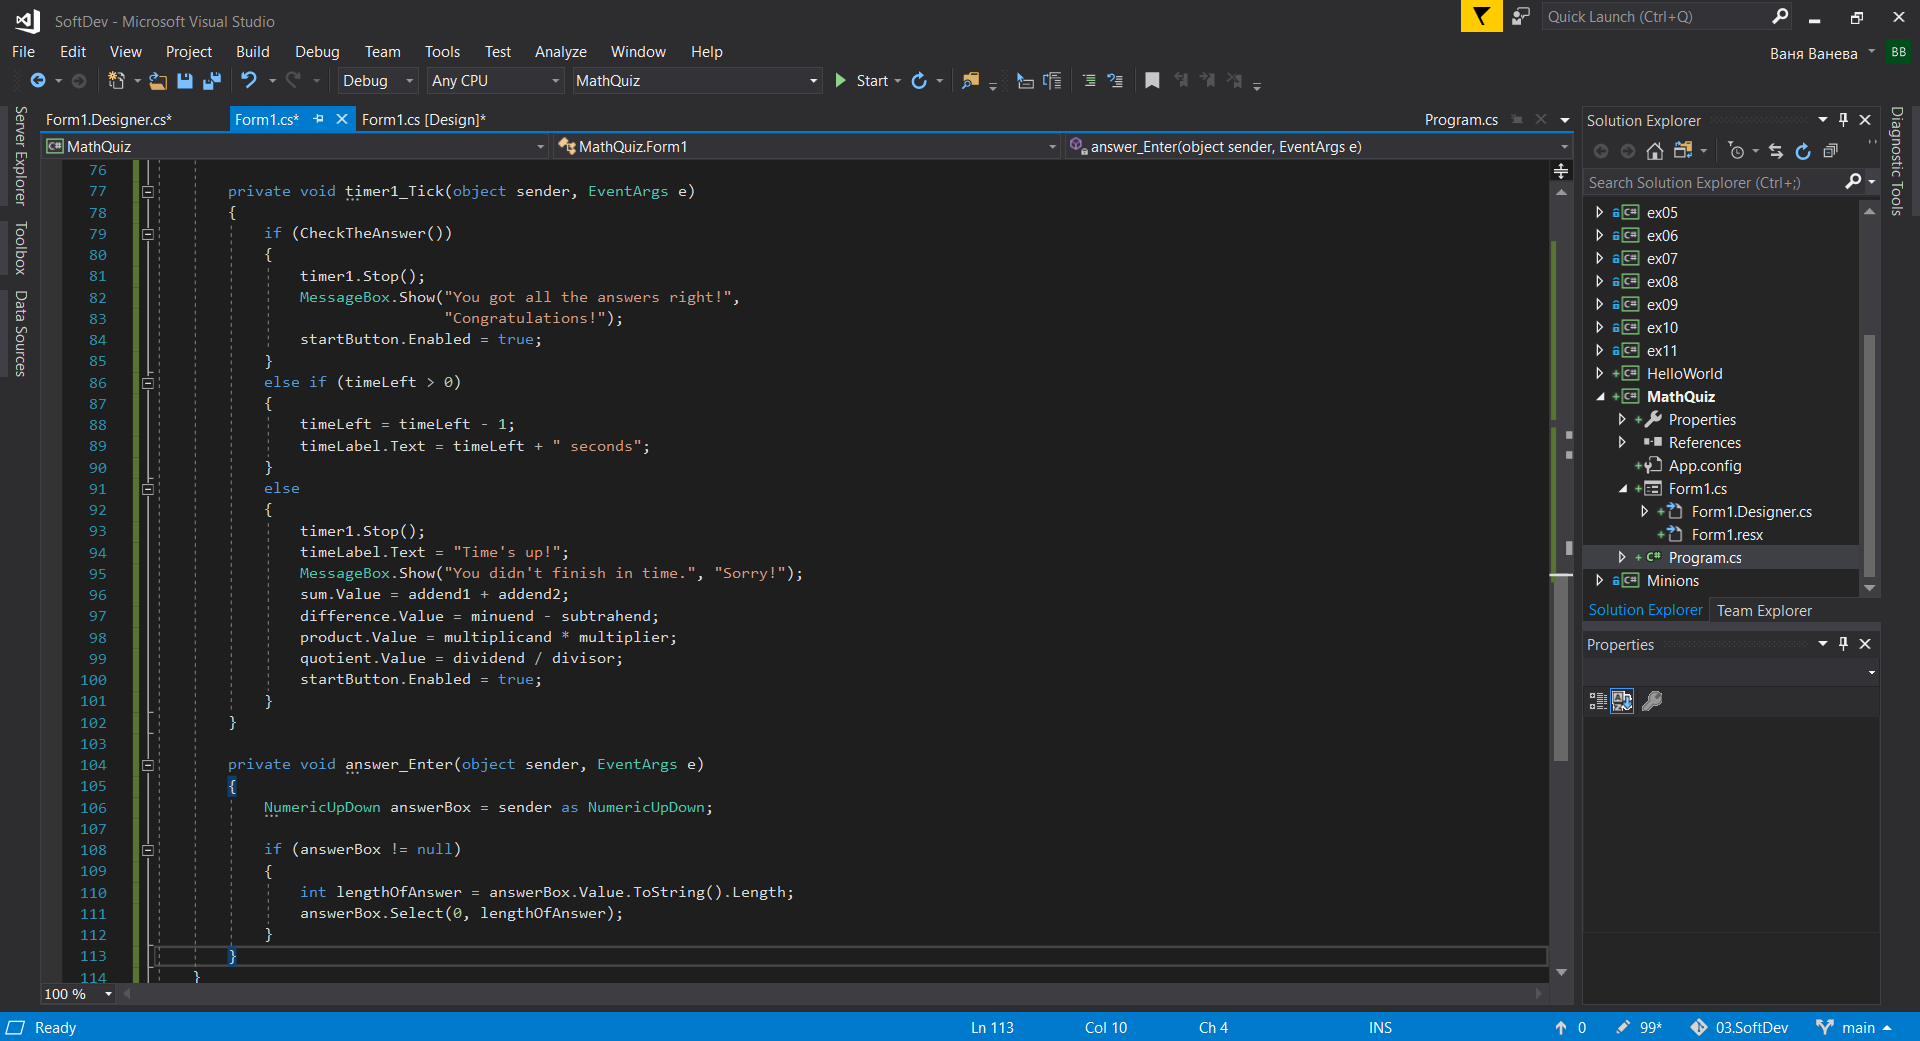 SoftDev - Microsoft Visual Studio
Quick Launch (Ctrl+Q)
File Edit View Project Build Debug Team Tools Test Analyze Window Help
Ваня Ванева BB
Debug Any CPU MathQuiz Start
Server Explorer
Toolbox
Data Sources
Form1.Designer.cs* Form1.cs* Form1.cs [Design]* Program.cs
MathQuiz MathQuiz.Form1 answer_Enter(object sender, EventArgs e)
76
77 private void timer1_Tick(object sender, EventArgs e)
78 {
79 if (CheckTheAnswer())
80 {
81 timer1.Stop();
82 MessageBox.Show("You got all the answers right!",
83 "Congratulations!");
84 startButton.Enabled = true;
85 }
86 else if (timeLeft > 0)
87 {
88 timeLeft = timeLeft - 1;
89 timeLabel.Text = timeLeft + " seconds";
90 }
91 else
92 {
93 timer1.Stop();
94 timeLabel.Text = "Time's up!";
95 MessageBox.Show("You didn't finish in time.", "Sorry!");
96 sum.Value = addend1 + addend2;
97 difference.Value = minuend - subtrahend;
98 product.Value = multiplicand * multiplier;
99 quotient.Value = dividend / divisor;
100 startButton.Enabled = true;
101 }
102 }
103
104 private void answer_Enter(object sender, EventArgs e)
105 {
106 NumericUpDown answerBox = sender as NumericUpDown;
107
108 if (answerBox != null)
109 {
110 int lengthOfAnswer = answerBox.Value.ToString().Length;
111 answerBox.Select(0, lengthOfAnswer);
112 }
113 }
114 }
100 %
Solution Explorer
Search Solution Explorer (Ctrl+;)
C# ex05
C# ex06
C# ex07
C# ex08
C# ex09
C# ex10
C# ex11
C# HelloWorld
C# MathQuiz
Properties
References
App.config
Form1.cs
Form1.Designer.cs
Form1.resx
C# Program.cs
C# Minions
Solution Explorer Team Explorer
Properties
Diagnostic Tools
Ready Ln 113 Col 10 Ch 4 INS 0 99* 03.SoftDev main